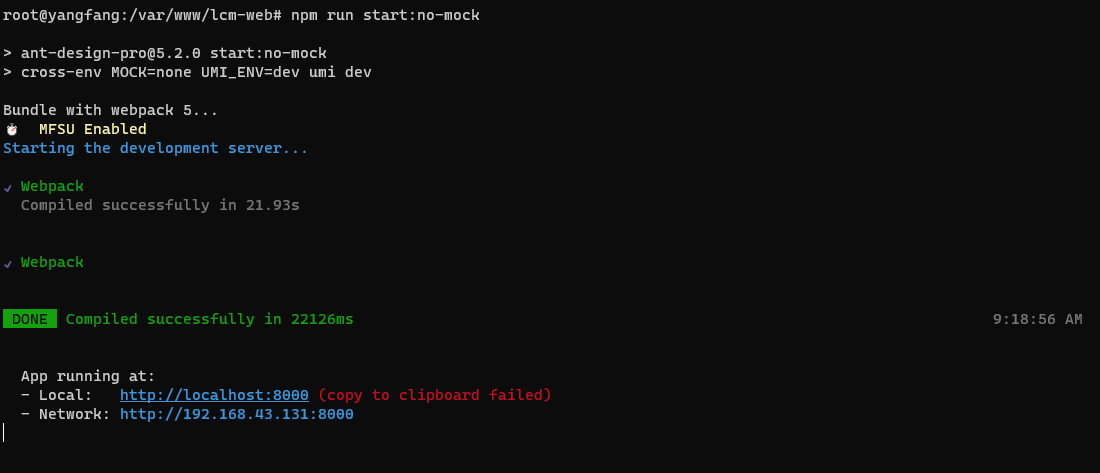 root@yangfang:/var/www/lcm-web# npm run start:no-mock
> ant-design-pro@5.2.0 start:no-mock
> cross-env MOCK=none UMI_ENV=dev umi dev
Bundle with webpack 5...
⏱️  MFSU Enabled
Starting the development server...
✔ Webpack
  Compiled successfully in 21.93s
✔ Webpack
 DONE  Compiled successfully in 22126ms 9:18:56 AM
  App running at:
  - Local:   http://localhost:8000 (copy to clipboard failed)
  - Network: http://192.168.43.131:8000